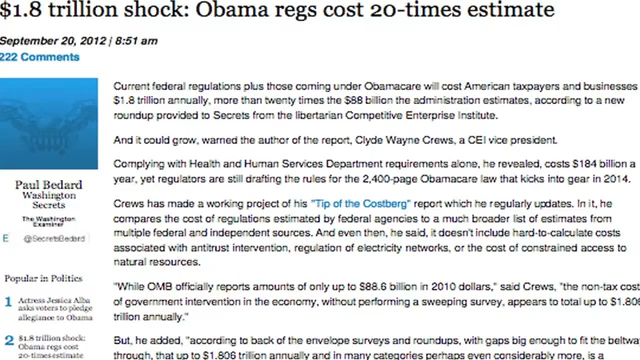 $1.8 trillion shock: Obama regs cost 20-times estimate
September 20, 2012 | 8:51 am
222 Comments
Current federal regulations plus those coming under Obamacare will cost American taxpayers and businesses
$1.8 trillion annually, more than twenty times the $88 billion the administration estimates, according to a new
roundup provided to Secrets from the libertarian Competitive Enterprise Institute.
And it could grow, warned the author of the report, Clyde Wayne Crews, a CEI vice president.
Complying with Health and Human Services Department requirements alone, he revealed, costs $184 billion a
year, yet regulators are still drafting the rules for the 2,400-page Obamacare law that kicks into gear in 2014.
Crews has made a working project of his "Tip of the Costberg" report which he regularly updates. In it, he
compares the cost of regulations estimated by federal agencies to a much broader list of estimates from
multiple federal and independent sources. And even then, he said, it doesn't include hard-to-calculate costs
associated with antitrust intervention, regulation of electricity networks, or the cost of constrained access to
natural resources.
"While OMB officially reports amounts of only up to $88.6 billion in 2010 dollars," said Crews, "the non-tax cost
of government intervention in the economy, without performing a sweeping survey, appears to total up to $1.806
trillion annually."
But, he added, "according to back of the envelope surveys and roundups, with gaps big enough to fit the beltway
through, that up to $1.806 trillion annually and in many categories perhaps even considerably more, is a
Paul Bedard
Washington
Secrets
The Washington
Examiner
E @SecretsBedard
Popular in Politics
1 Actress Jessica Alba
asks voters to pledge
allegiance to Obama
2 $1.8 trillion shock:
Obama regs cost
20-times estimate